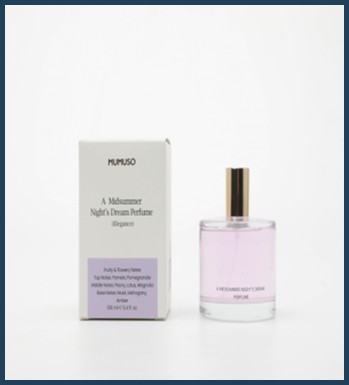 MUMUSO
A Midsummer
Night's Dream Perfume
(Elegance)
Fruity & Flowery Notes
Top Notes: Pomelo, Pomegranate
Middle Notes: Peony, Lotus, Magnolia
Base Notes: Musk, Mahogany
Amber
A MIDSUMMER NIGHT'S DREAM
PERFUME